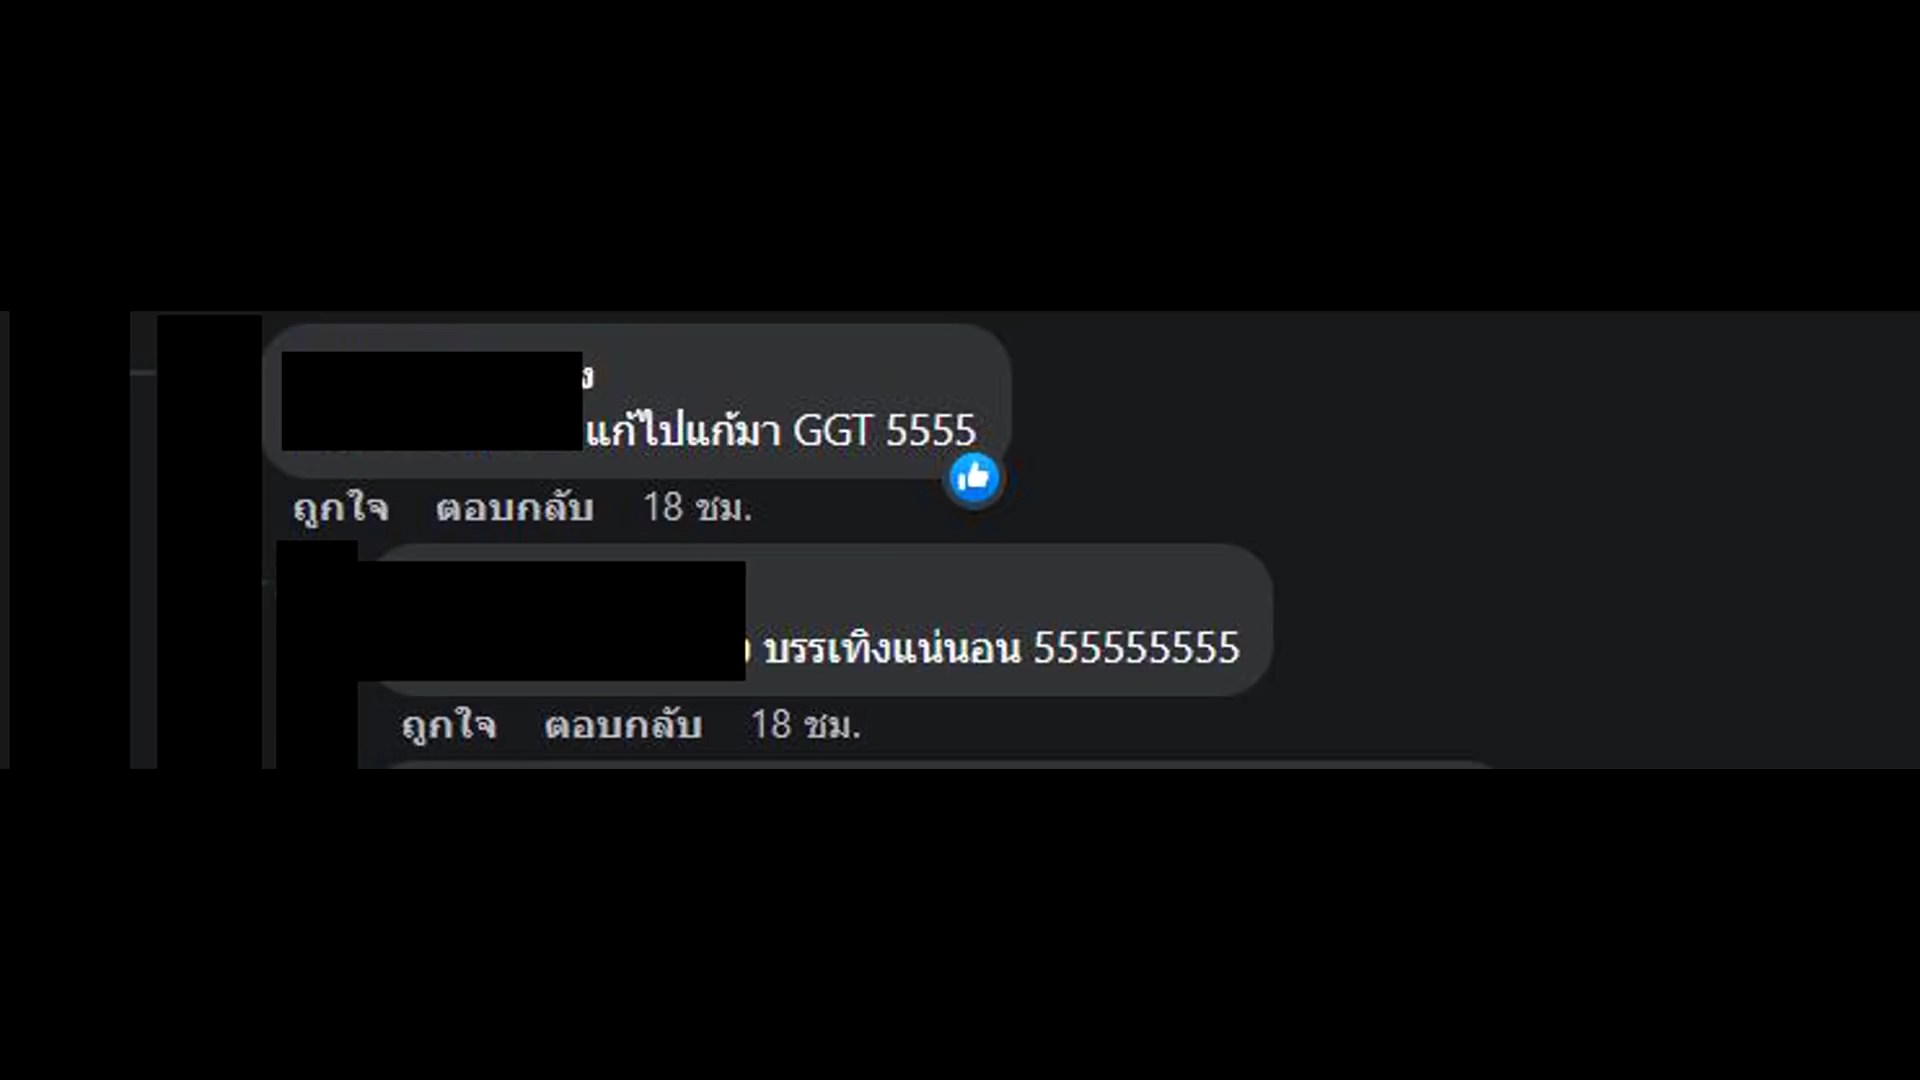 แก้ไปแก้มา GGT 5555
ถูกใจ ตอบกลับ 18 ชม.
บรรเทิงแน่นอน 555555555
ถูกใจ ตอบกลับ 18 ชม.